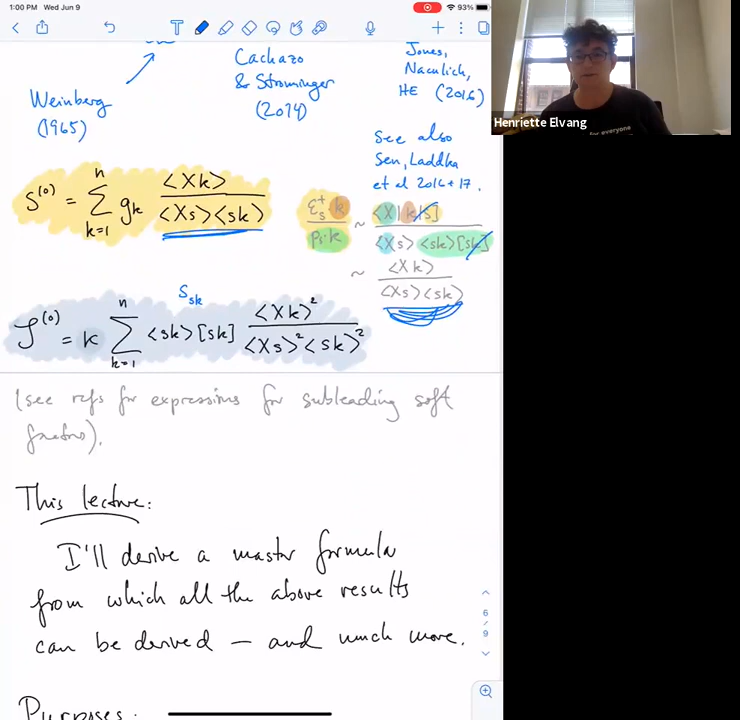 1:00 PM Wed Jun 9
93%
Cachazo
& Strominger
(2014)
Jones,
Naculich,
HE (2016)
Weinberg
(1965)
Henriette Elvang
for everyone
See also
Sen, Laddha
et al 2016+17.
S^(0) = Σ_{k=1}^{n} g_k <Xk> / <Xs><sk>
ε_s^+ · k / p_i · k ~ <X|k|s] / <Xs><sk>[sk]
~ <Xk> / <Xs><sk>
S_sk
𝒮^(0) = κ Σ_{k=1}^{n} <sk>[sk] <Xk>² / <Xs>²<sk>²
(see refs for expressions for subleading soft
factors).
This lecture:
I'll derive a master formula
from which all the above results
can be derived — and much more.
6
/
9
Purposes: